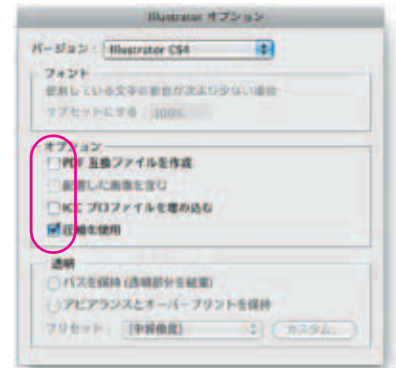 Illustrator オプション
バージョン : Illustrator CS4
フォント
使用している文字の割合が次より少ない場合
サブセットにする : 100%
オプション
PDF 互換ファイルを作成
配置した画像を含む
ICC プロファイルを埋め込む
圧縮を使用
透明
パスを保持 (透明部分を破棄)
アピアランスとオーバープリントを保持
プリセット : [中解像度] カスタム...